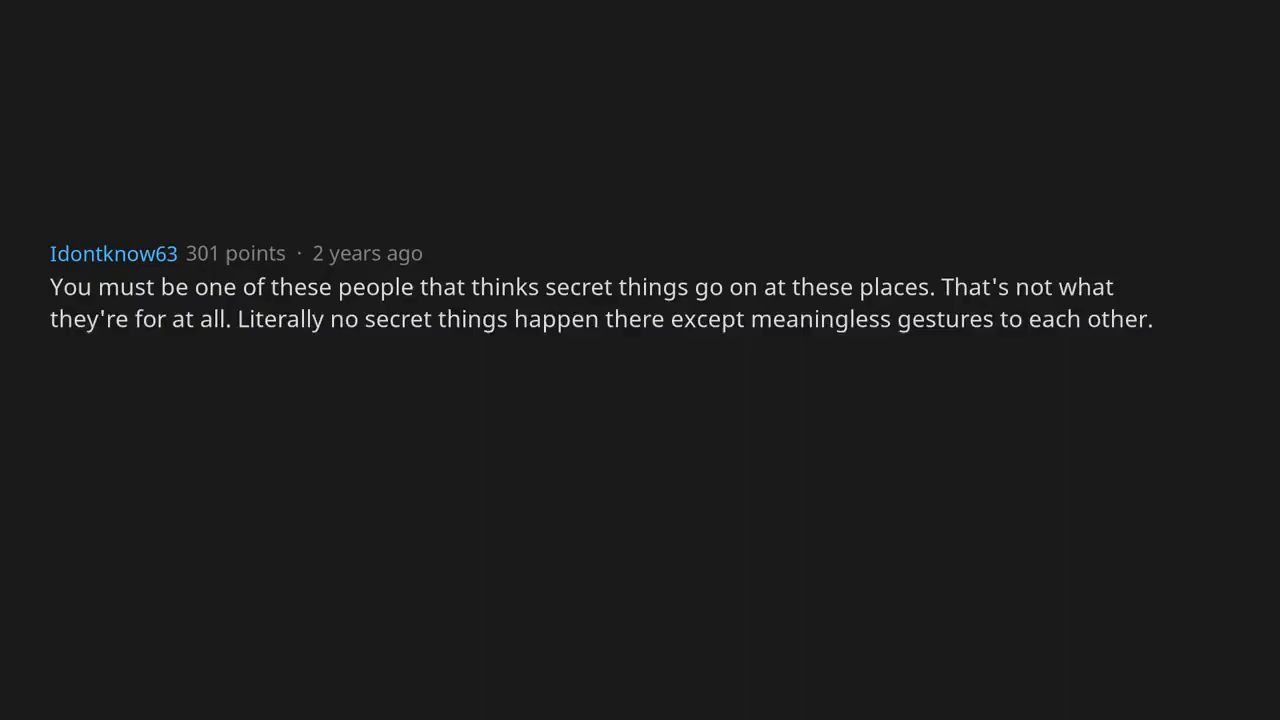 Idontknow63 301 points · 2 years ago
You must be one of these people that thinks secret things go on at these places. That's not what
they're for at all. Literally no secret things happen there except meaningless gestures to each other.